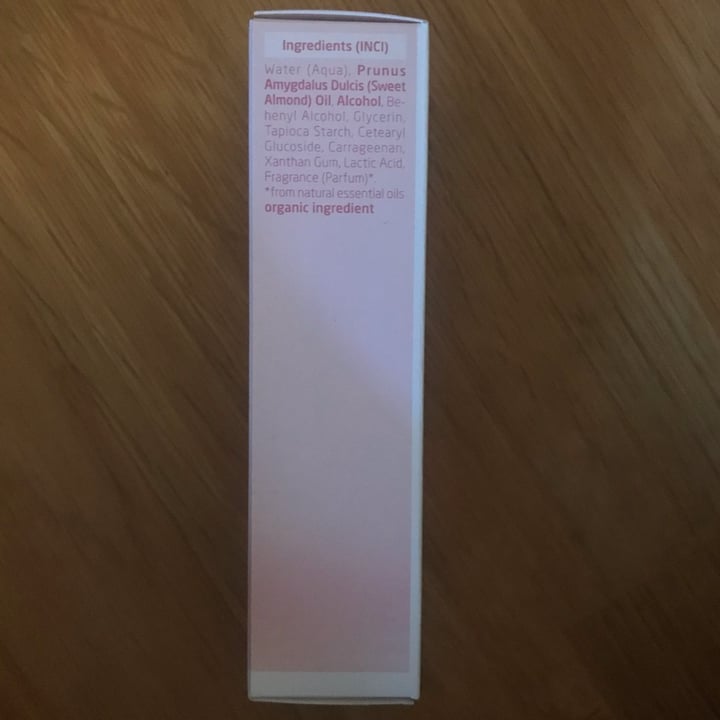 Ingredients (INCI)
Water (Aqua), Prunus
Amygdalus Dulcis (Sweet
Almond) Oil, Alcohol, Be-
henyl Alcohol, Glycerin,
Tapioca Starch, Cetearyl
Glucoside, Carrageenan,
Xanthan Gum, Lactic Acid,
Fragrance (Parfum)*.
*from natural essential oils
organic ingredient